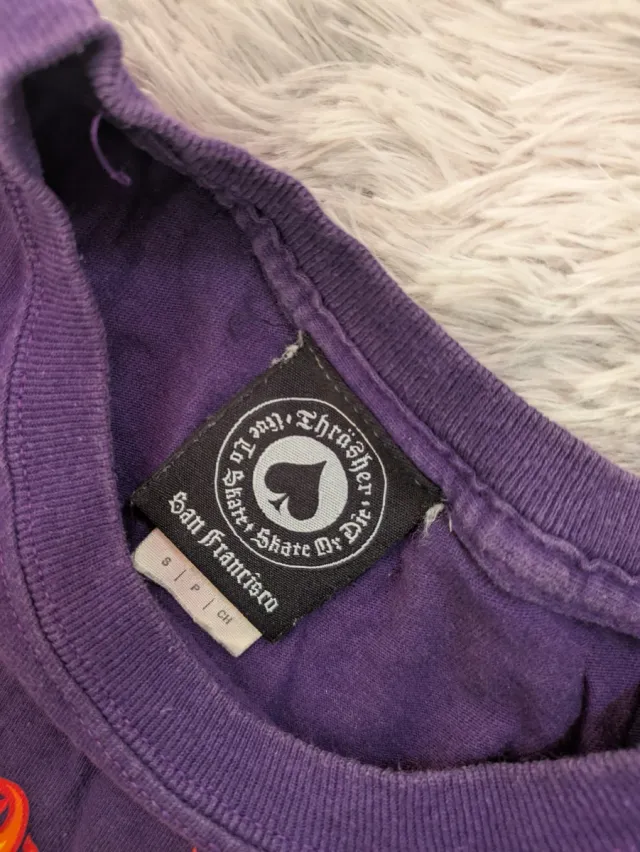 Thrasher · Live To Skate · Skate Or Die ·
San Francisco
S | P | CH